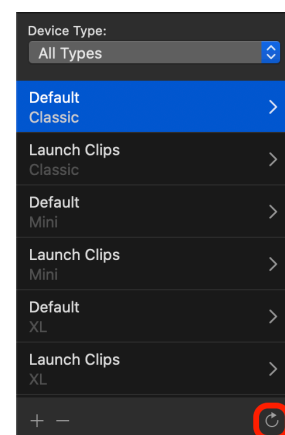 Device Type:
All Types
Default
Classic
Launch Clips
Classic
Default
Mini
Launch Clips
Mini
Default
XL
Launch Clips
XL